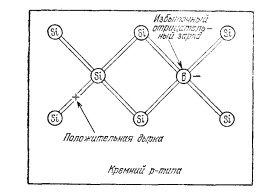 Избыточный
отрицатель-
ный заряд
Si
Si
Si
Si
Si
B
−
Si
Si
Si
Положительная дырка
Кремний p-типа